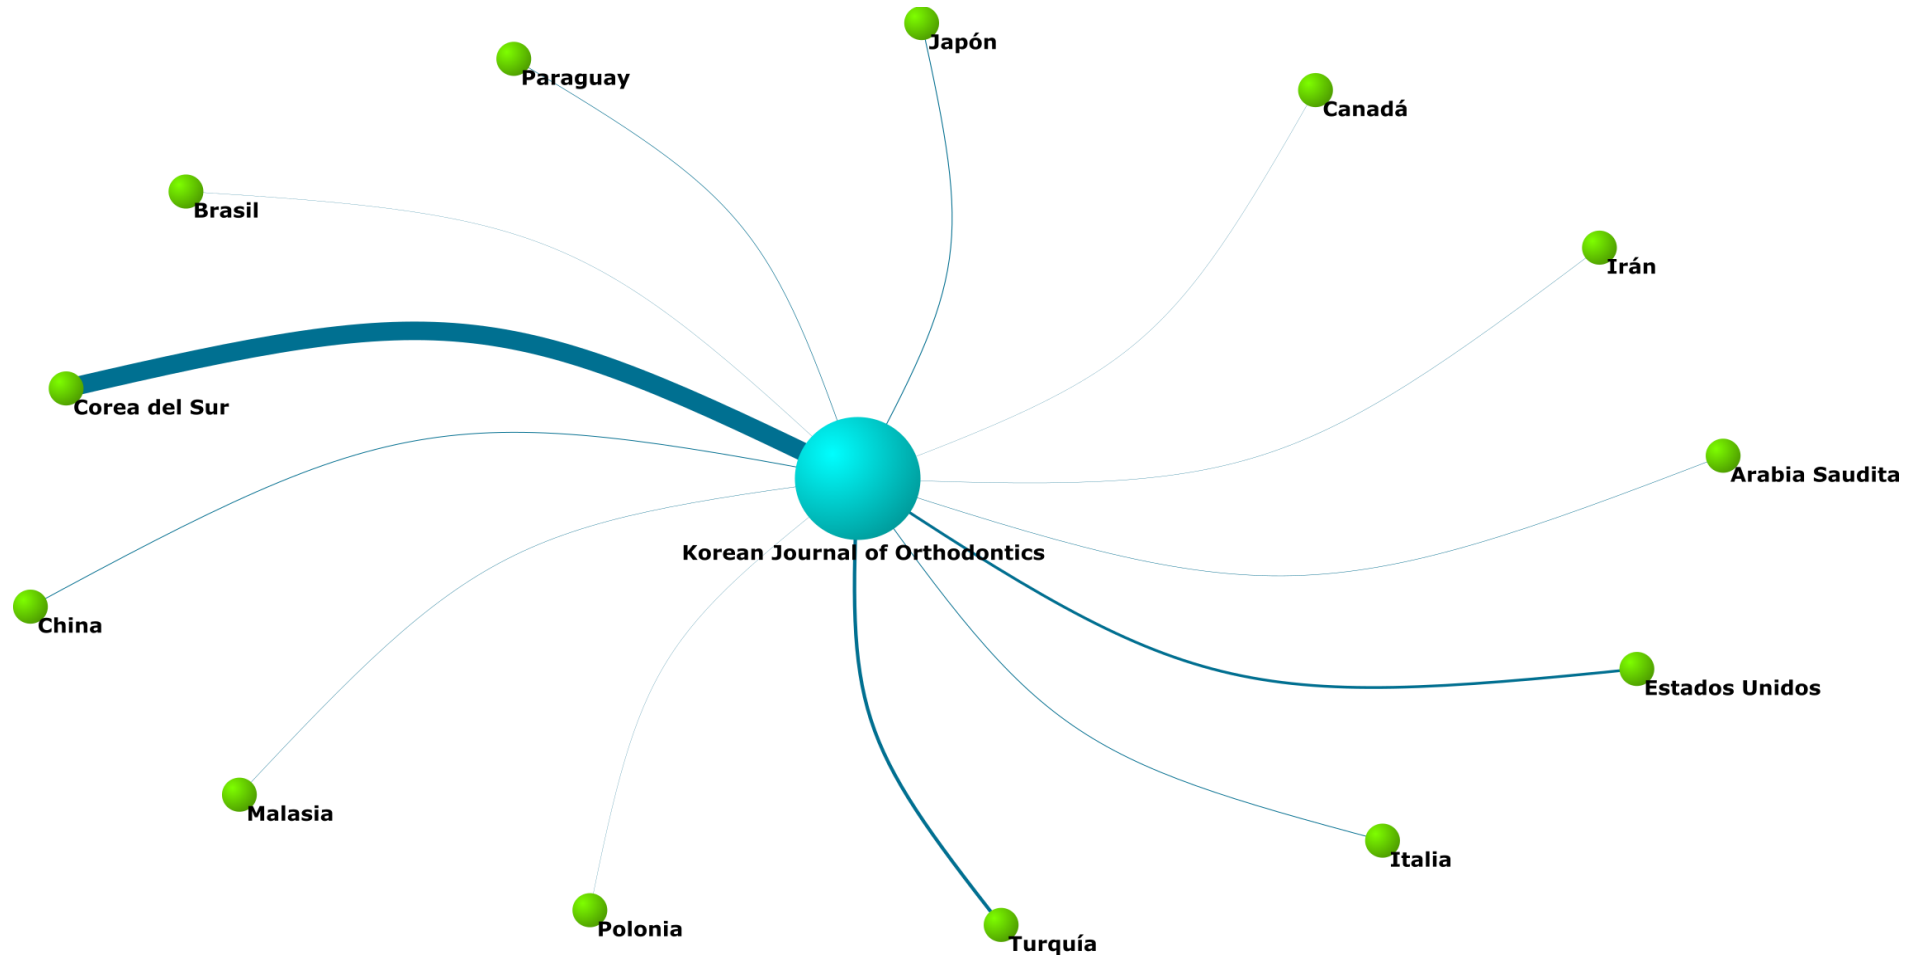 Japón
Paraguay
Canadá
Brasil
Irán
Corea del Sur
Arabia Saudita
Korean Journal of Orthodontics
China
Estados Unidos
Malasia
Italia
Polonia
Turquía